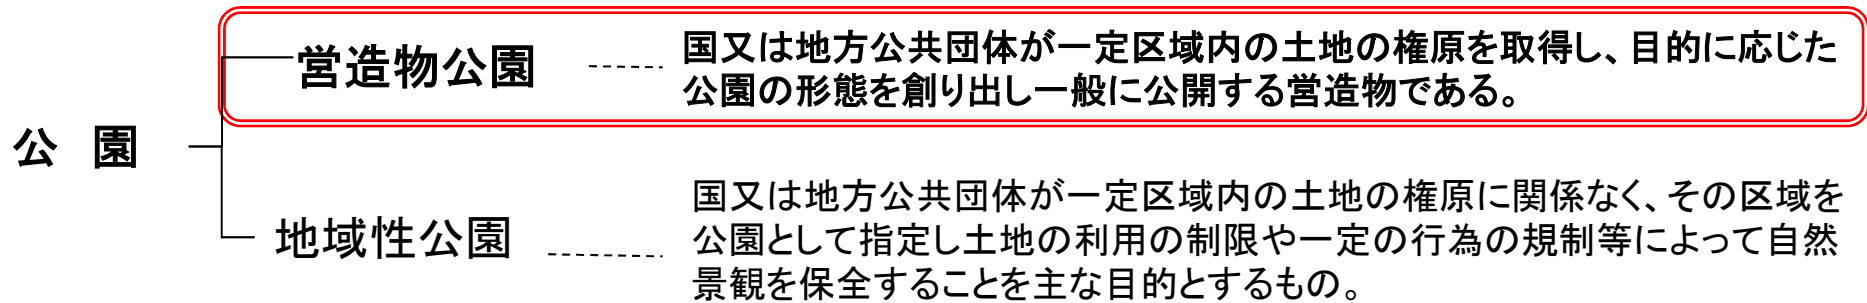 営造物公園
国又は地方公共団体が一定区域内の土地の権原を取得し、目的に応じた
公園の形態を創り出し一般に公開する営造物である。
公　園
地域性公園
国又は地方公共団体が一定区域内の土地の権原に関係なく、その区域を
公園として指定し土地の利用の制限や一定の行為の規制等によって自然
景観を保全することを主な目的とするもの。